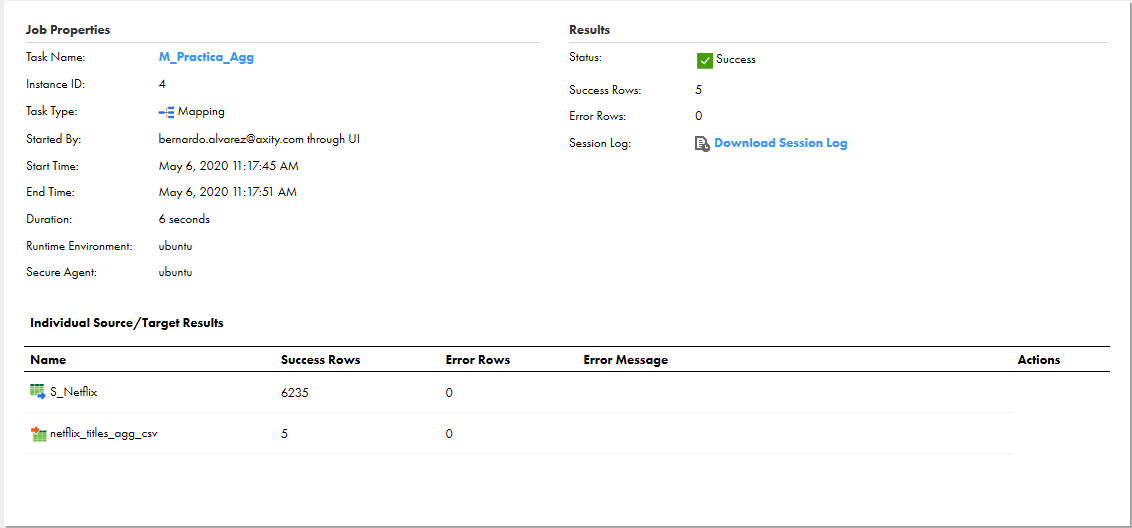 Job Properties
Task Name: M_Practica_Agg
Instance ID: 4
Task Type: Mapping
Started By: bernardo.alvarez@axity.com through UI
Start Time: May 6, 2020 11:17:45 AM
End Time: May 6, 2020 11:17:51 AM
Duration: 6 seconds
Runtime Environment: ubuntu
Secure Agent: ubuntu
Results
Status: Success
Success Rows: 5
Error Rows: 0
Session Log: Download Session Log
Individual Source/Target Results
Name Success Rows Error Rows Error Message Actions
S_Netflix 6235 0
netflix_titles_agg_csv 5 0